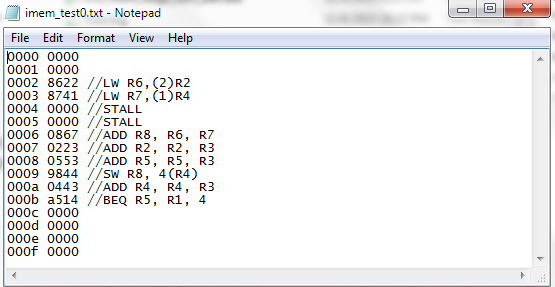 imem_test0.txt - Notepad
File Edit Format View Help
0000 0000
0001 0000
0002 8622 //LW R6,(2)R2
0003 8741 //LW R7,(1)R4
0004 0000 //STALL
0005 0000 //STALL
0006 0867 //ADD R8, R6, R7
0007 0223 //ADD R2, R2, R3
0008 0553 //ADD R5, R5, R3
0009 9844 //SW R8, 4(R4)
000a 0443 //ADD R4, R4, R3
000b a514 //BEQ R5, R1, 4
000c 0000
000d 0000
000e 0000
000f 0000